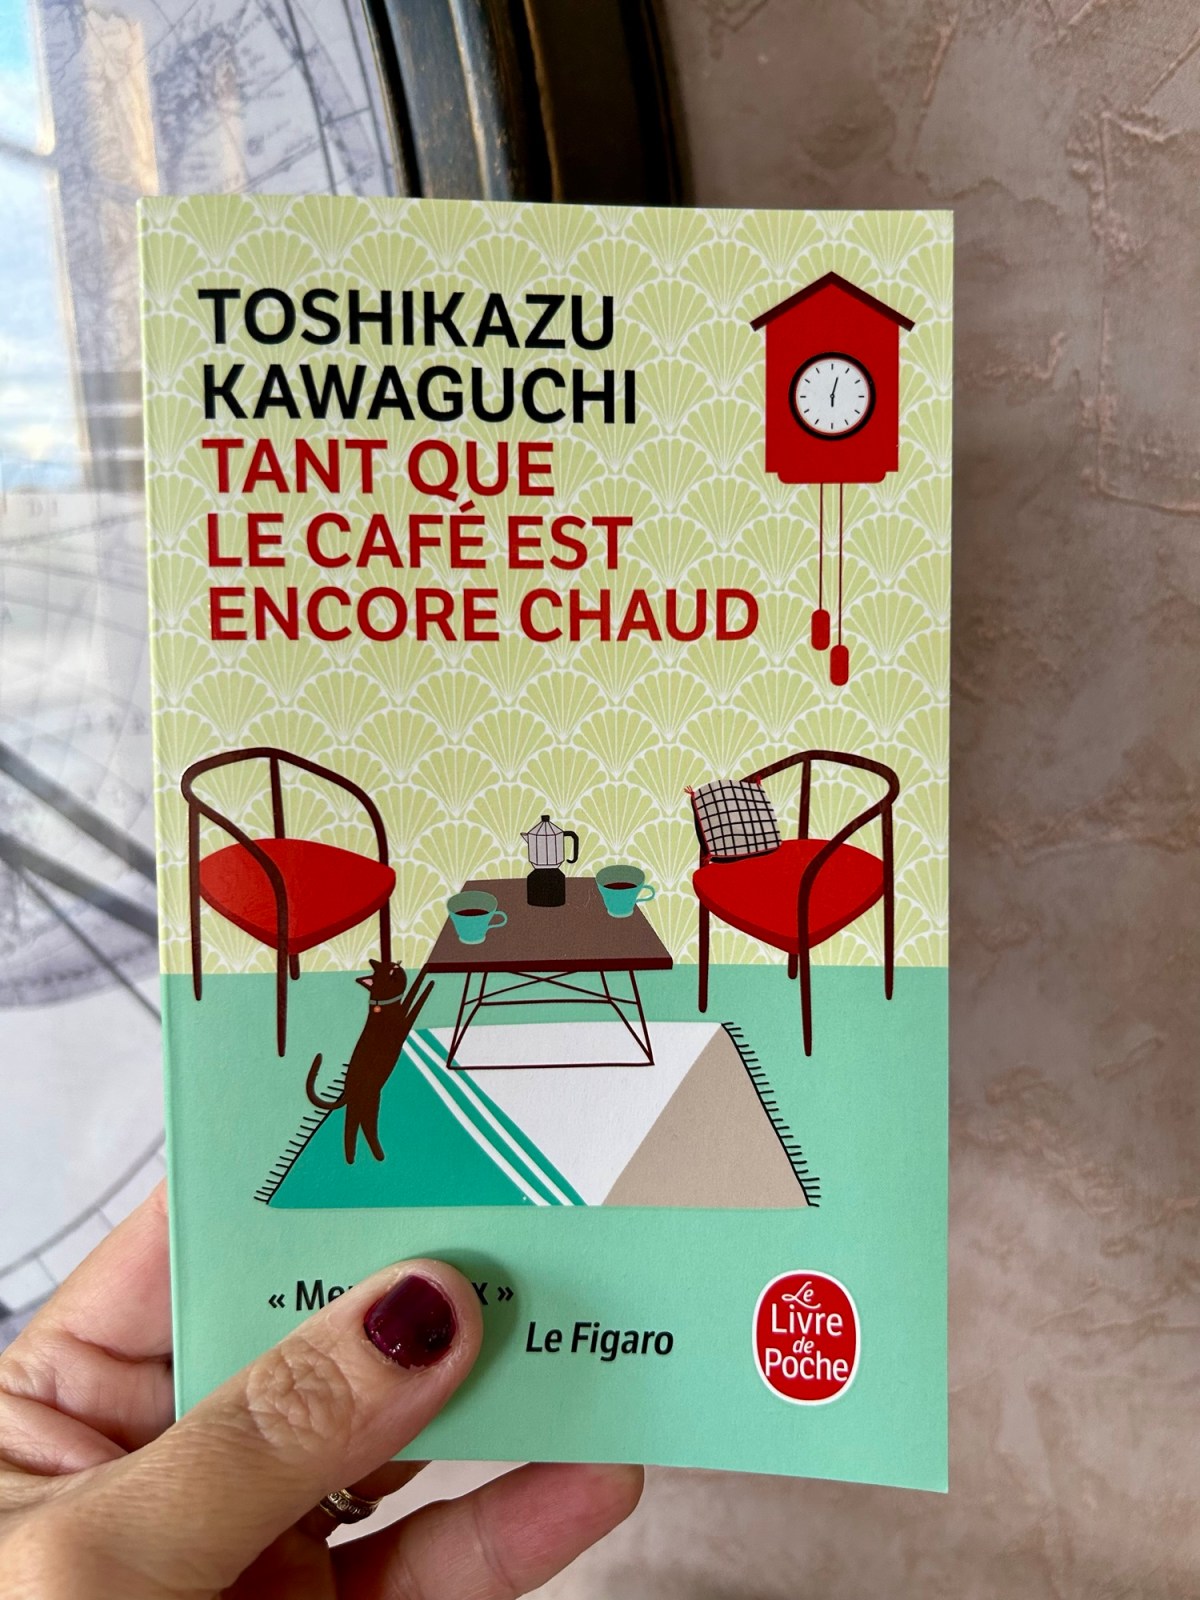 TOSHIKAZU
KAWAGUCHI
TANT QUE
LE CAFÉ EST
ENCORE CHAUD
« »
Le Figaro
Le
Livre
de
Poche